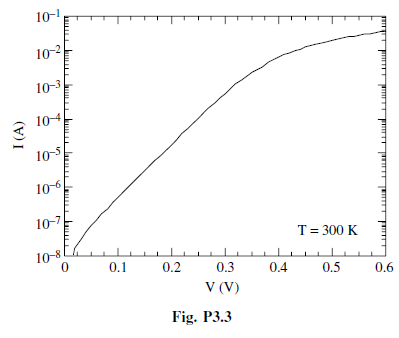 10⁻¹
10⁻²
10⁻³
10⁻⁴
10⁻⁵
10⁻⁶
10⁻⁷
10⁻⁸
I (A)
T = 300 K
0 0.1 0.2 0.3 0.4 0.5 0.6
V (V)
Fig. P3.3